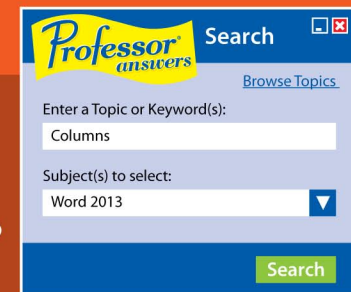 Professor®
answers
Search
Browse Topics
Enter a Topic or Keyword(s):
Columns
Subject(s) to select:
Word 2013
Search